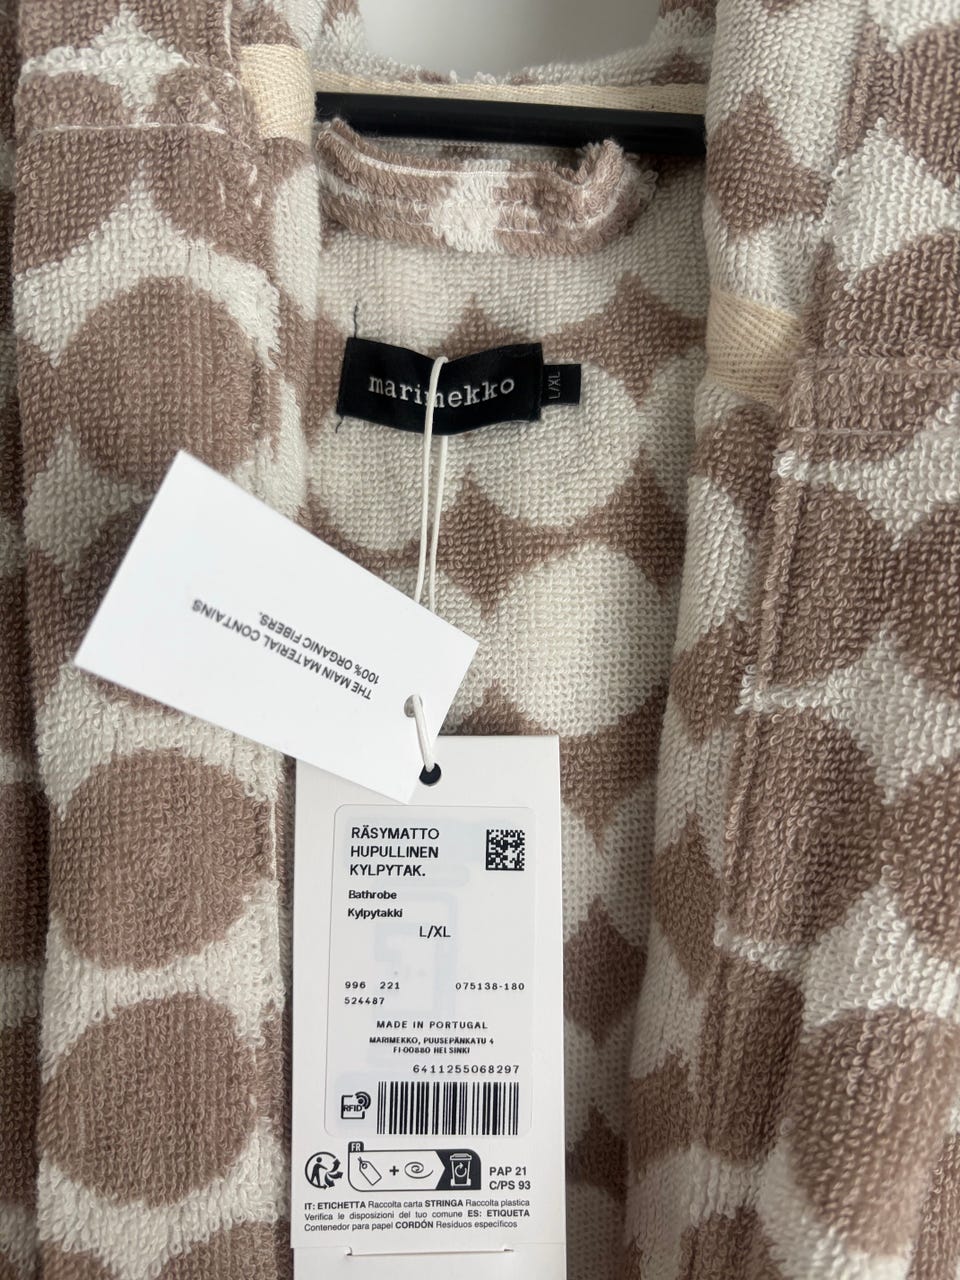 marimekko
L/XL
THE MAIN MATERIAL CONTAINS
100% ORGANIC FIBERS.
RÄSYMATTO
HUPULLINEN
KYLPYTAK.
Bathrobe
Kylpytakki
L/XL
996 221 075138-180
524487
MADE IN PORTUGAL
MARIMEKKO, PUUSEPÄNKATU 4
FI-00880 HELSINKI
6411255068297
RFID
FR
PAP 21
C/PS 93
IT: ETICHETTA Raccolta carta STRINGA Raccolta plastica
Verifica le disposizioni del tuo comune ES: ETIQUETA
Contenedor para papel CORDÓN Residuos específicos